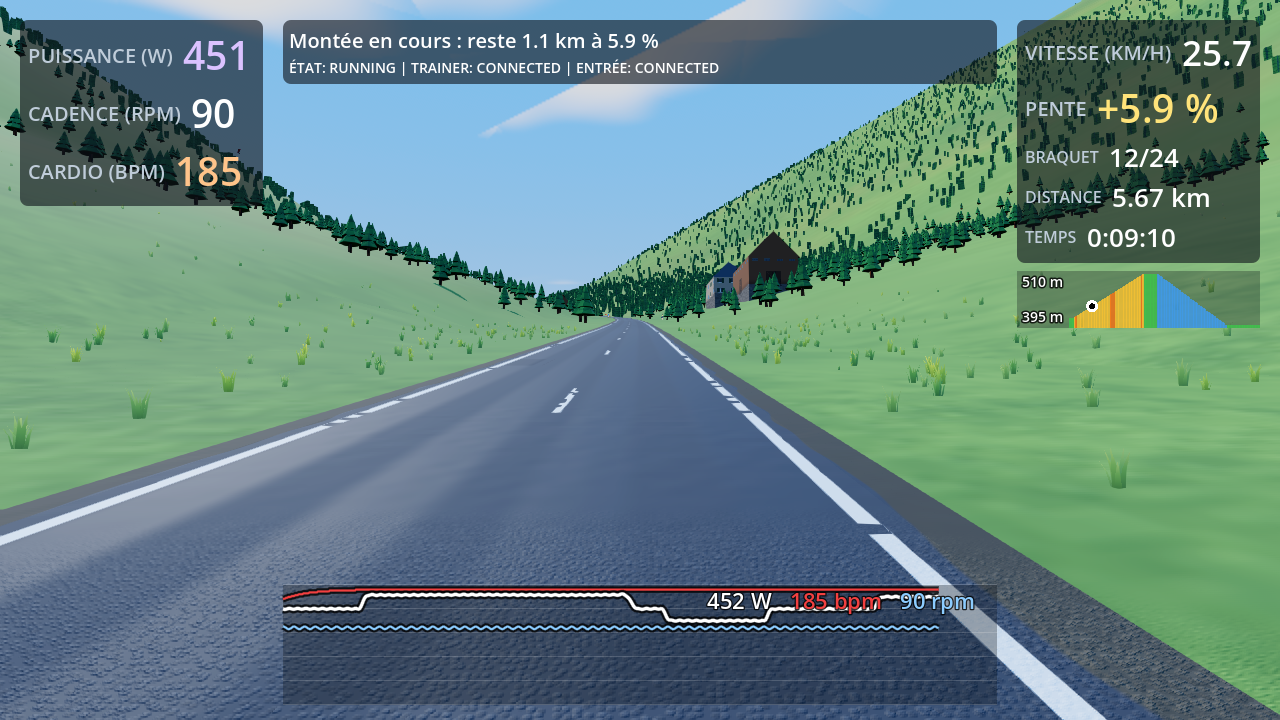 PUISSANCE (W) 451
CADENCE (RPM) 90
CARDIO (BPM) 185
Montée en cours : reste 1.1 km à 5.9 %
ÉTAT: RUNNING | TRAINER: CONNECTED | ENTRÉE: CONNECTED
VITESSE (KM/H) 25.7
PENTE +5.9 %
BRAQUET 12/24
DISTANCE 5.67 km
TEMPS 0:09:10
510 m
395 m
452 W 185 bpm 90 rpm